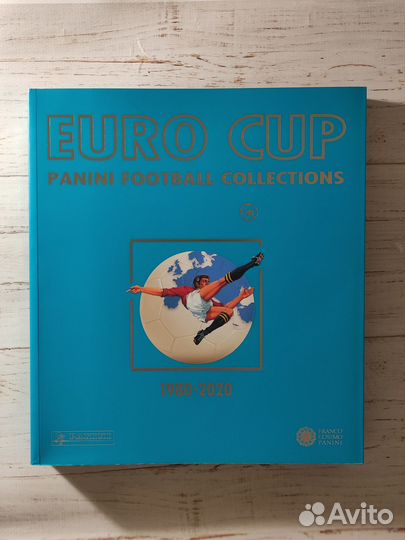 EURO CUP
PANINI FOOTBALL COLLECTIONS
1980-2020
PANINI
FRANCO
COSIMO
PANINI
Avito